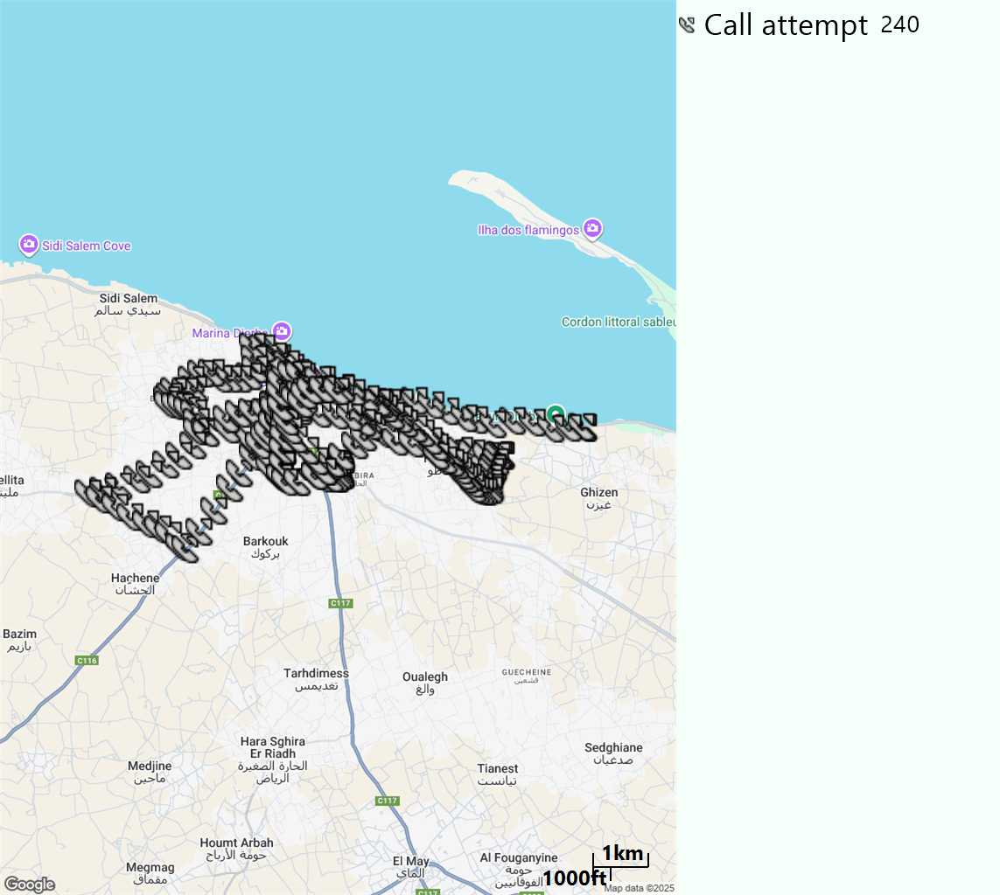 Call attempt 240
Ilha dos flamingos
Sidi Salem Cove
Sidi Salem
سيدي سالم
Cordon littoral sableu
Marina Djerba
ellita
Ghizen
غيزن
Barkouk
بركوك
Hachene
الحشان
C117
Bazim
بازيم
C116
Tarhdimess
تغديمس
Oualegh
والغ
GUECHEINE
قشعين
Hara Sghira
Er Riadh
الحارة الصغيرة
الرياض
Sedghiane
صدغيان
Medjine
ماجين
Tianest
تيانست
C117
Houmt Arbah
حومة الأرباح
Megmag
مقماق
El May
الماي
Al Fouganyine
حومة
الفوقانيين
C117
1km
1000ft
Google
Map data ©2025